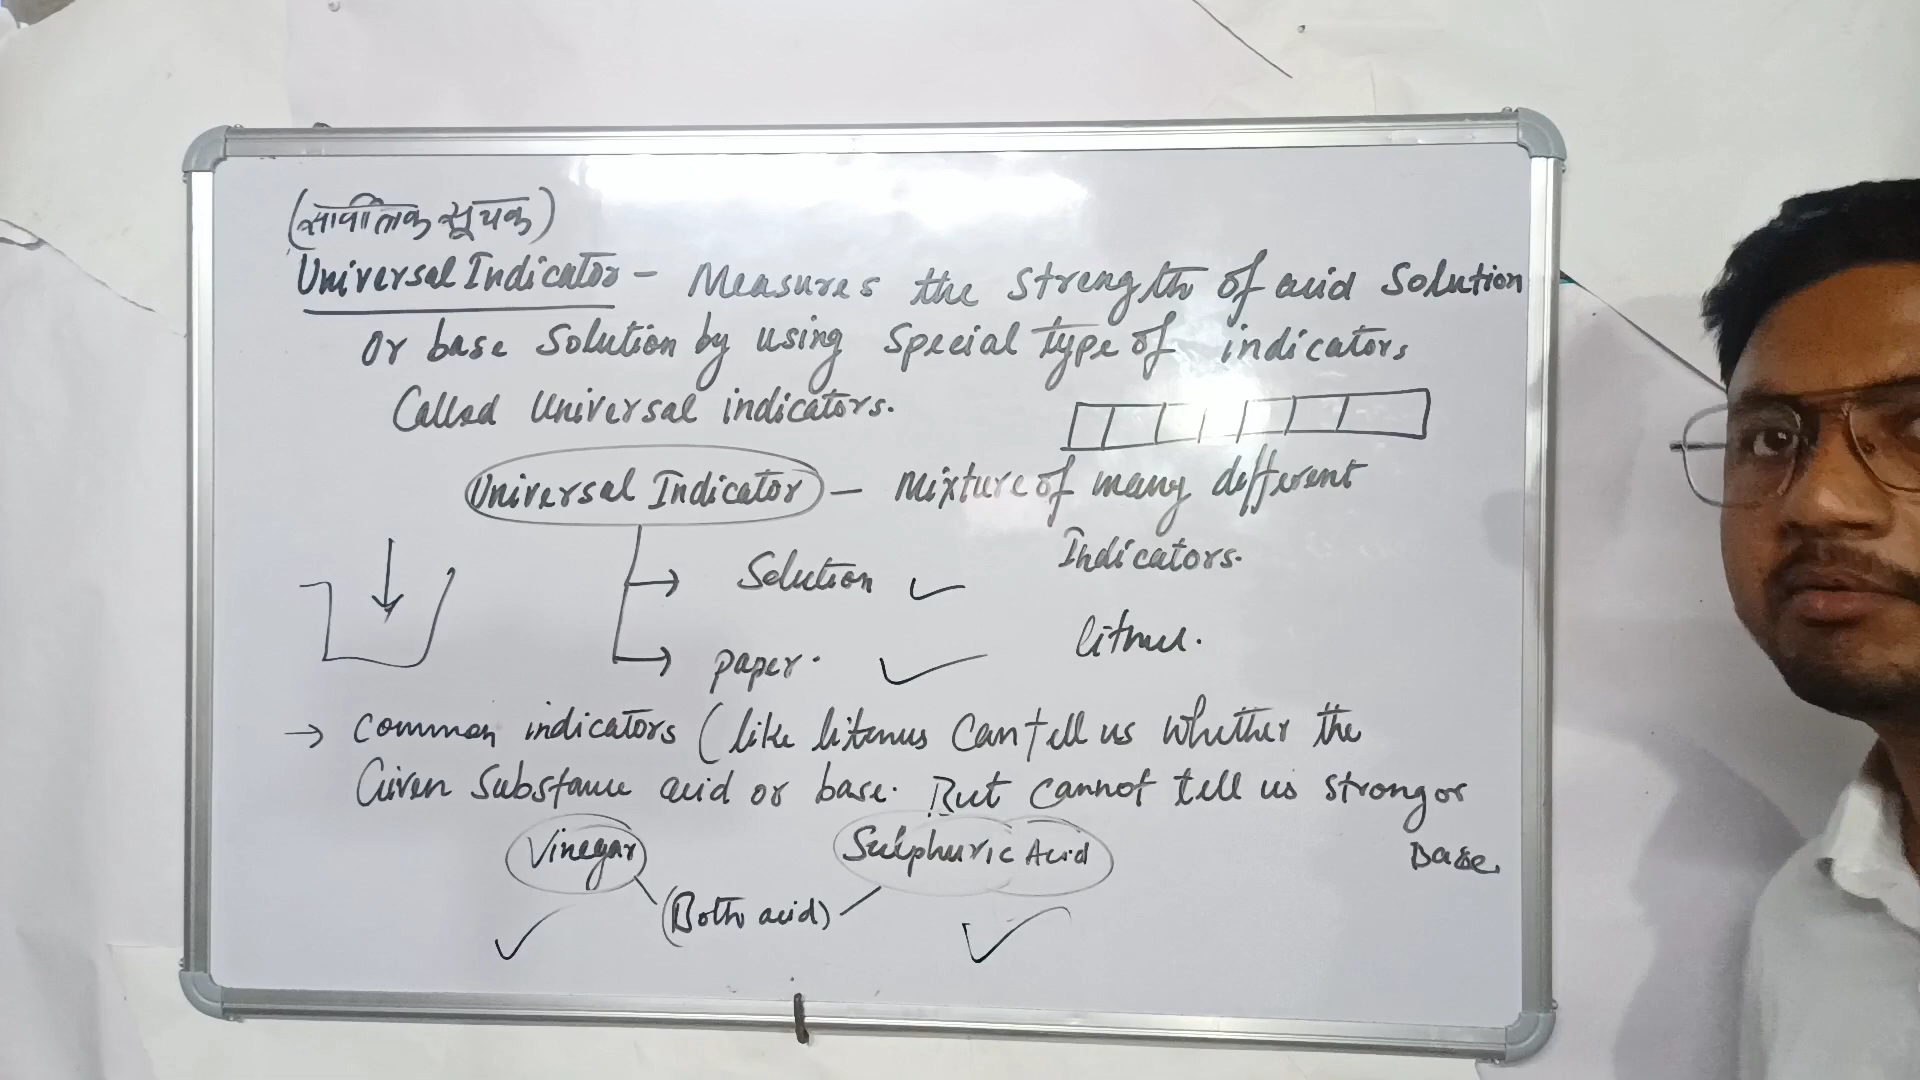 (सार्वत्रिक सूचक)
Universal Indicator - Measures the strength of acid solution
or base solution by using special type of indicators
Called Universal indicators.
Universal Indicator - Mixture of many different
Indicators.
Solution
litmus.
paper.
→ Common indicators (like litmus can tell us whether the
Given Substance acid or base. But cannot tell us strong or
Base.
Vinegar
Sulphuric Acid
(Both acid)